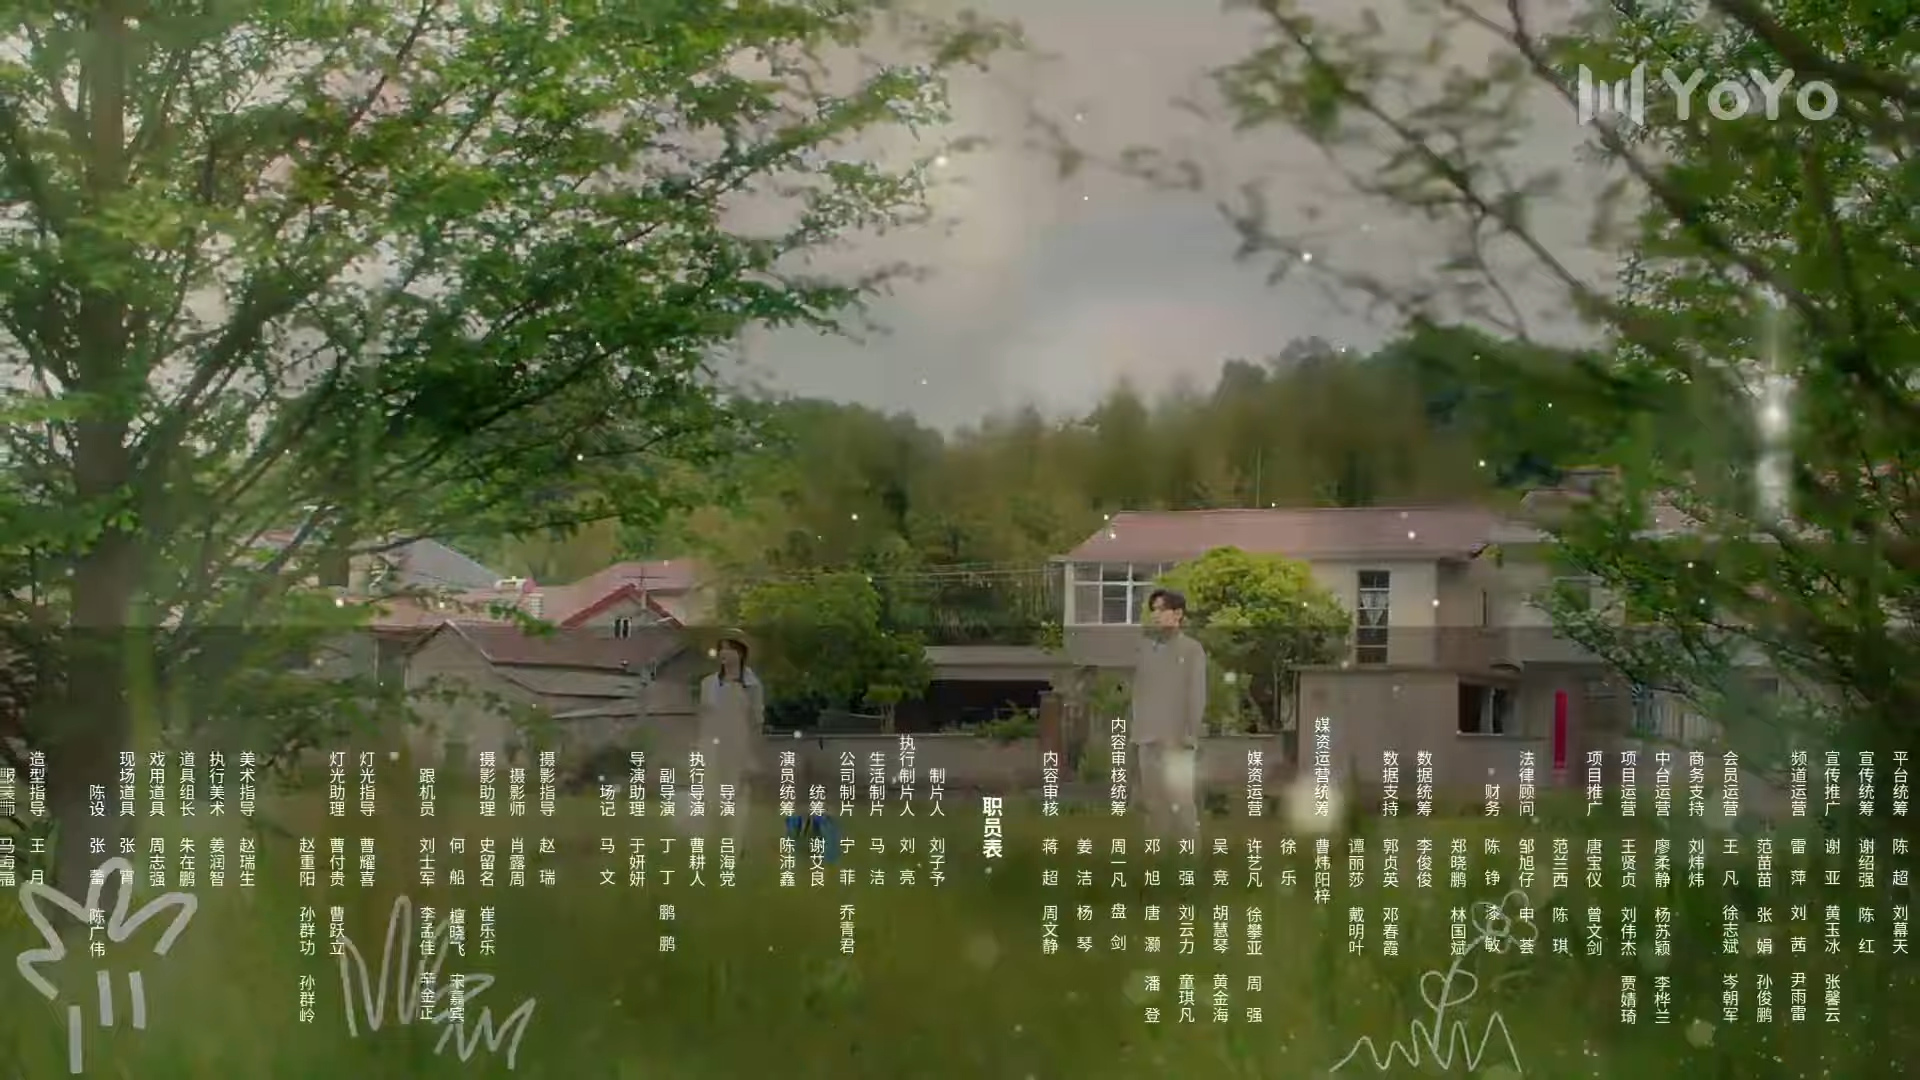 YoYo
平台统筹 陈超 刘幕天
宣传统筹 谢绍强 陈红
宣传推广 谢亚 黄玉冰 张馨云
频道运营 雷萍 刘茜 尹雨雷
范苗苗 张娟 孙俊鹏
会员运营 王凡 徐志斌 岑朝军
商务支持 刘炜炜
中台运营 廖柔静 杨苏颖 李桦兰
项目运营 王贤贞 刘伟杰 贾婧琦
项目推广 唐宝仪 曾文剑
范兰西 陈琪
法律顾问 邹旭仔 申荟
财务 陈铮 漆敏
郑晓鹏 林国斌
数据统筹 李俊俊
数据支持 郭贞英 邓春霞
谭丽莎 戴明叶
媒资运营统筹 曹炜阳梓
徐乐
媒资运营 许艺凡 徐攀亚 周强
吴竞 胡慧琴 黄金海
刘强 刘云力 童琪凡
邓旭 唐灏 潘登
内容审核统筹 周一凡 盘剑
姜洁 杨琴
内容审核 蒋超 周文静
职员表
制片人 刘子予
执行制片人 刘亮
生活制片 马洁
公司制片 宁菲 乔青君
统筹 谢艾良
演员统筹 陈沛鑫
导演 吕海党
执行导演 曹耕人
副导演 丁丁 鹏鹏
导演助理 于妍妍
场记 马文
摄影指导 赵瑞
摄影师 肖露周
摄影助理 史留名 崔乐乐
何船 檀晓飞 宋嘉宾
跟机员 刘士军 李孟佳 辛金正
灯光指导 曹耀喜
灯光助理 曹付贵 曹跃立
赵重阳 孙群功 孙群岭
美术指导 赵瑞生
执行美术 姜润智
道具组长 朱在鹏
戏用道具 周志强
现场道具 张宵
陈设 张蕾 陈广伟
造型指导 王月